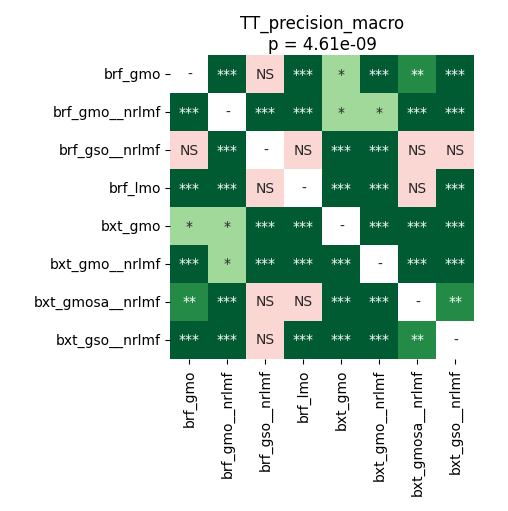 TT_precision_macro
p = 4.61e-09
brf_gmo - *** NS *** * *** ** ***
brf_gmo__nrlmf *** - *** *** * * *** ***
brf_gso__nrlmf NS *** - NS *** *** NS NS
brf_lmo *** *** NS - *** *** NS ***
bxt_gmo * * *** *** - *** *** ***
bxt_gmo__nrlmf *** * *** *** *** - *** ***
bxt_gmosa__nrlmf ** *** NS NS *** *** - **
bxt_gso__nrlmf *** *** NS *** *** *** ** -
brf_gmo
brf_gmo__nrlmf
brf_gso__nrlmf
brf_lmo
bxt_gmo
bxt_gmo__nrlmf
bxt_gmosa__nrlmf
bxt_gso__nrlmf